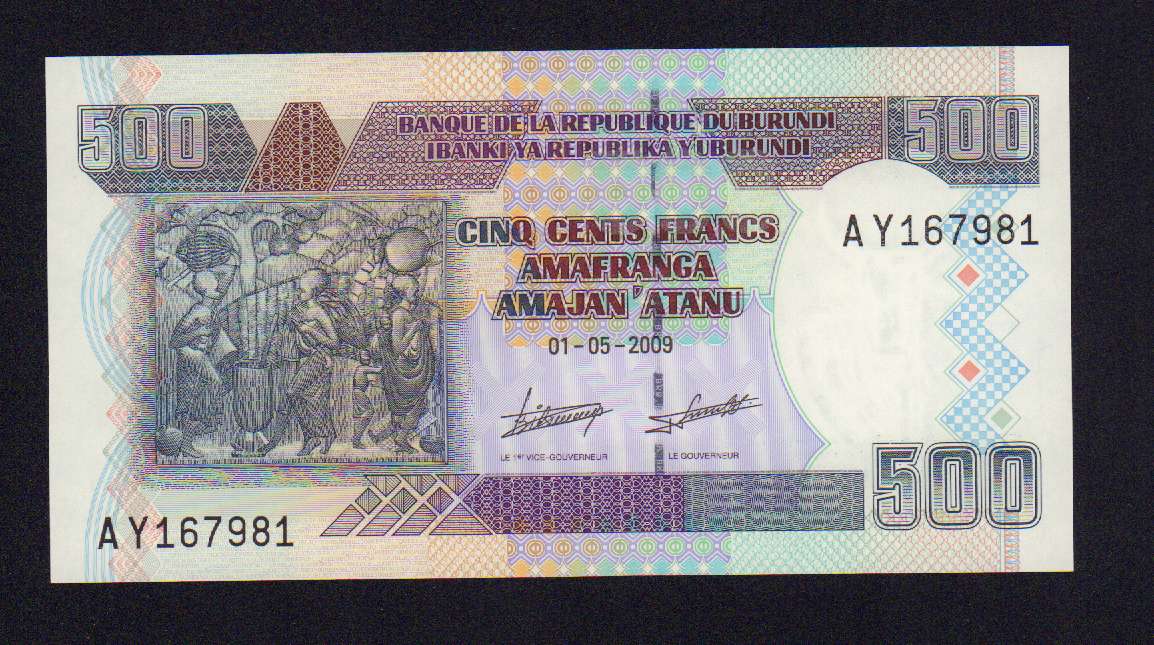 500
BANQUE DE LA REPUBLIQUE DU BURUNDI
IBANKI YA REPUBLIKA Y'UBURUNDI
500
CINQ CENTS FRANCS
AMAFRANGA
AMAJAN'ATANU
AY167981
01-05-2009
LE 1er VICE-GOUVERNEUR
LE GOUVERNEUR
AY167981
500